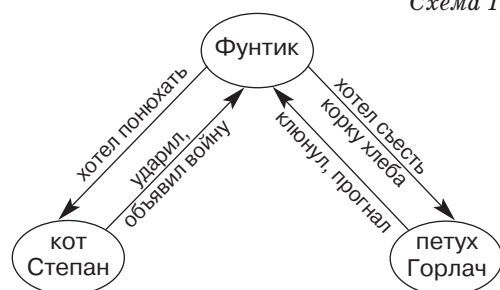 Схема 1
Фунтик
хотел понюхать
ударил,
объявил войну
хотел съесть
корку хлеба
клюнул, прогнал
кот
Степан
петух
Горлач